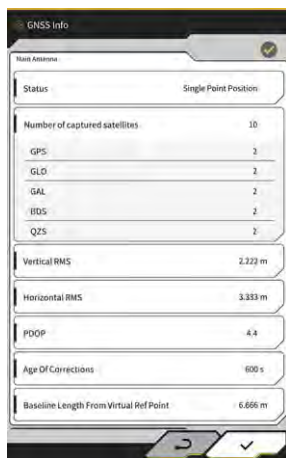 GNSS Info
Main Antenna
Status Single Point Position
Number of captured satellites 10
GPS 2
GLO 2
GAL 2
BDS 2
QZS 2
Vertical RMS 2.222 m
Horizontal RMS 3.333 m
PDOP 4.4
Age Of Corrections 600 s
Baseline Length From Virtual Ref Point 6.666 m